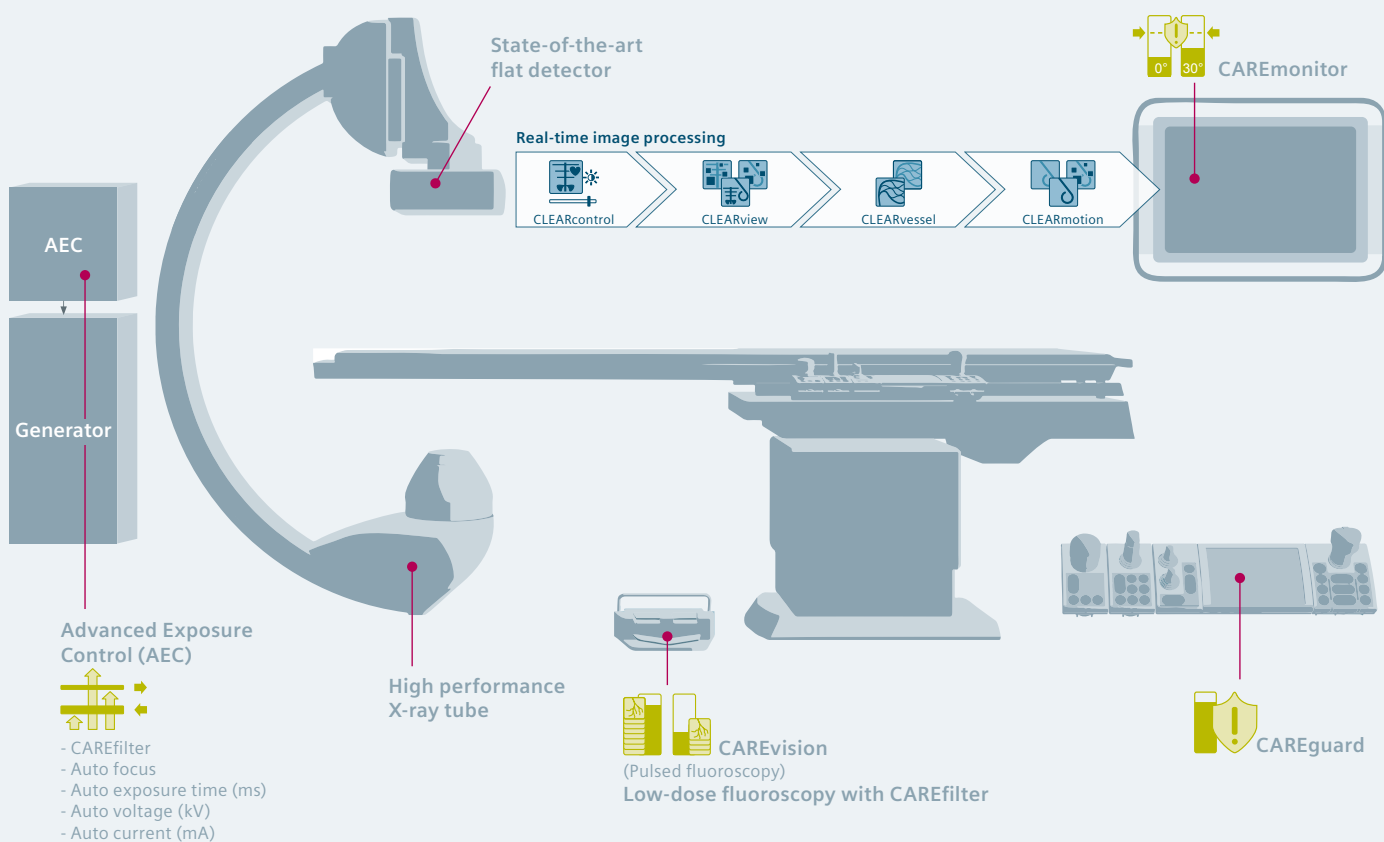 State-of-the-art
flat detector
0°
30°
CAREmonitor
Real-time image processing
CLEARcontrol
CLEARview
CLEARvessel
CLEARmotion
AEC
Generator
Advanced Exposure
Control (AEC)
- CAREfilter
- Auto focus
- Auto exposure time (ms)
- Auto voltage (kV)
- Auto current (mA)
High performance
X-ray tube
CAREvision
(Pulsed fluoroscopy)
Low-dose fluoroscopy with CAREfilter
CAREguard